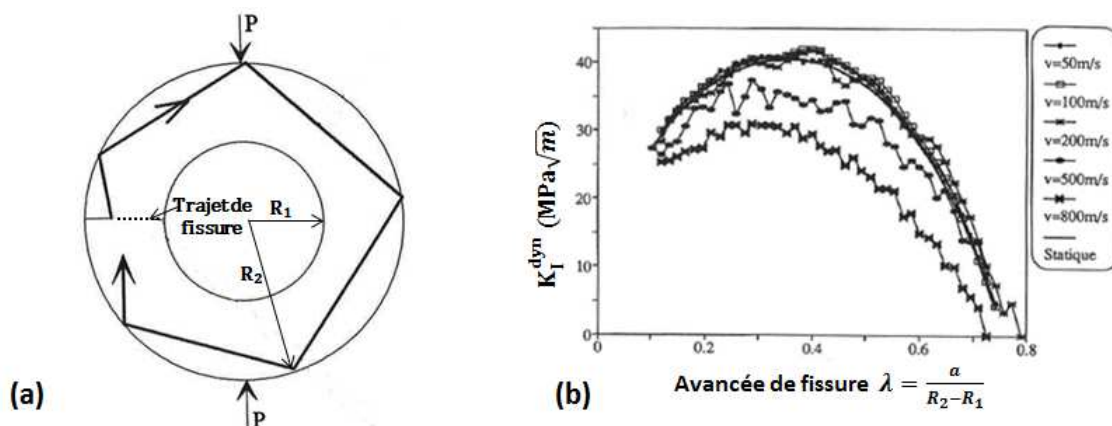 (a)
P
Trajet de
fissure
R₁
R₂
P
(b)
K_I^dyn (MPa√m)
40
30
20
10
0
0
0.2
0.4
0.6
0.8
Avancée de fissure λ = a / (R₂−R₁)
v=50m/s
v=100m/s
v=200m/s
v=500m/s
v=800m/s
Statique